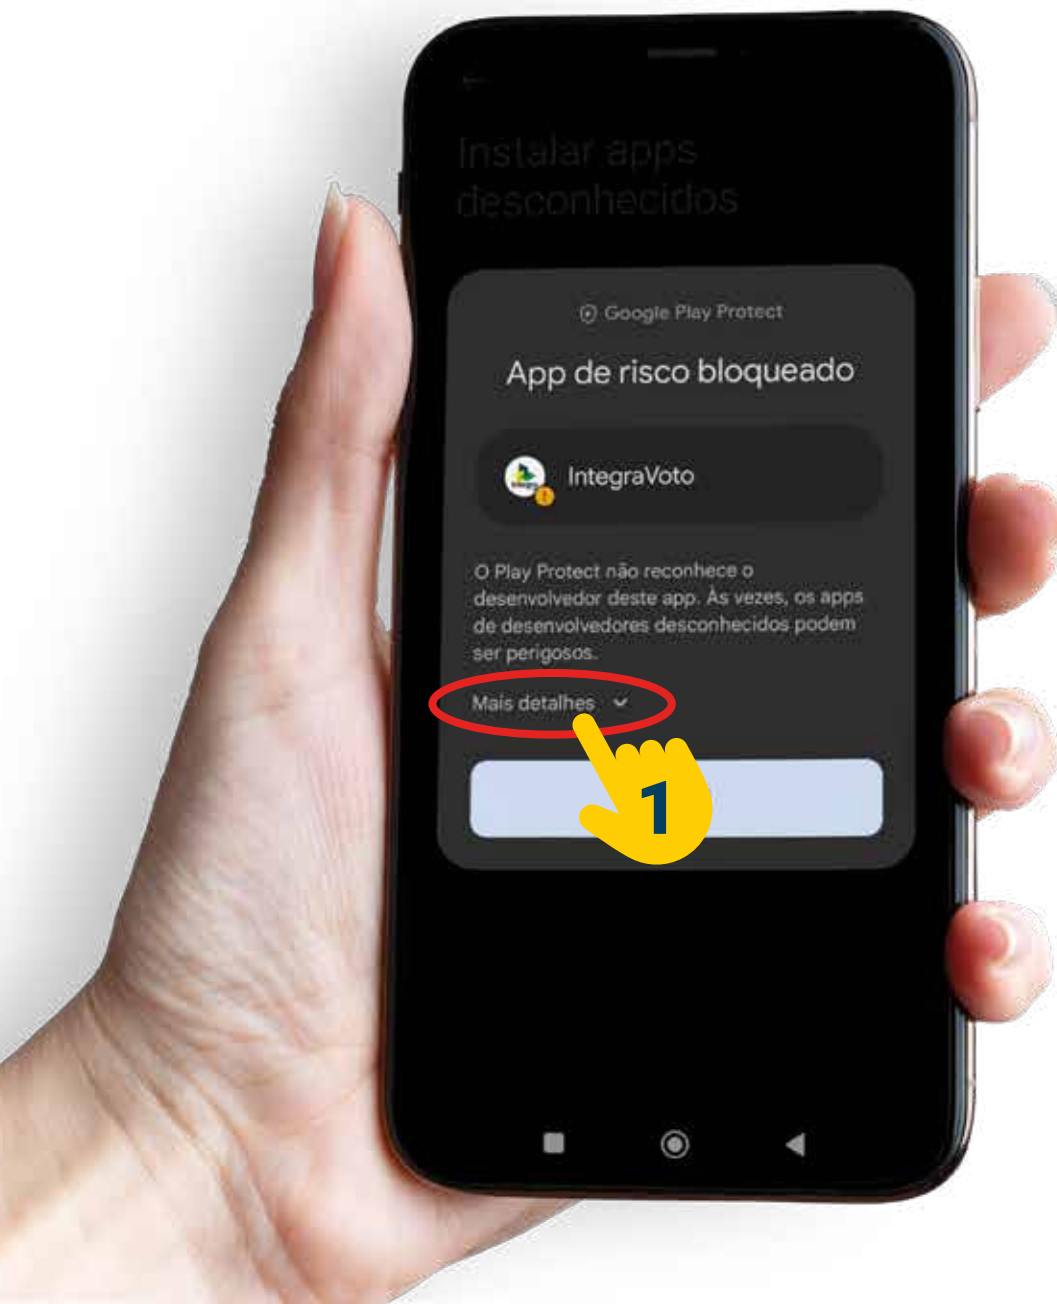 Instalar apps
desconhecidos
Google Play Protect
App de risco bloqueado
IntegraVoto
O Play Protect não reconhece o
desenvolvedor deste app. Às vezes, os apps
de desenvolvedores desconhecidos podem
ser perigosos.
Mais detalhes
1